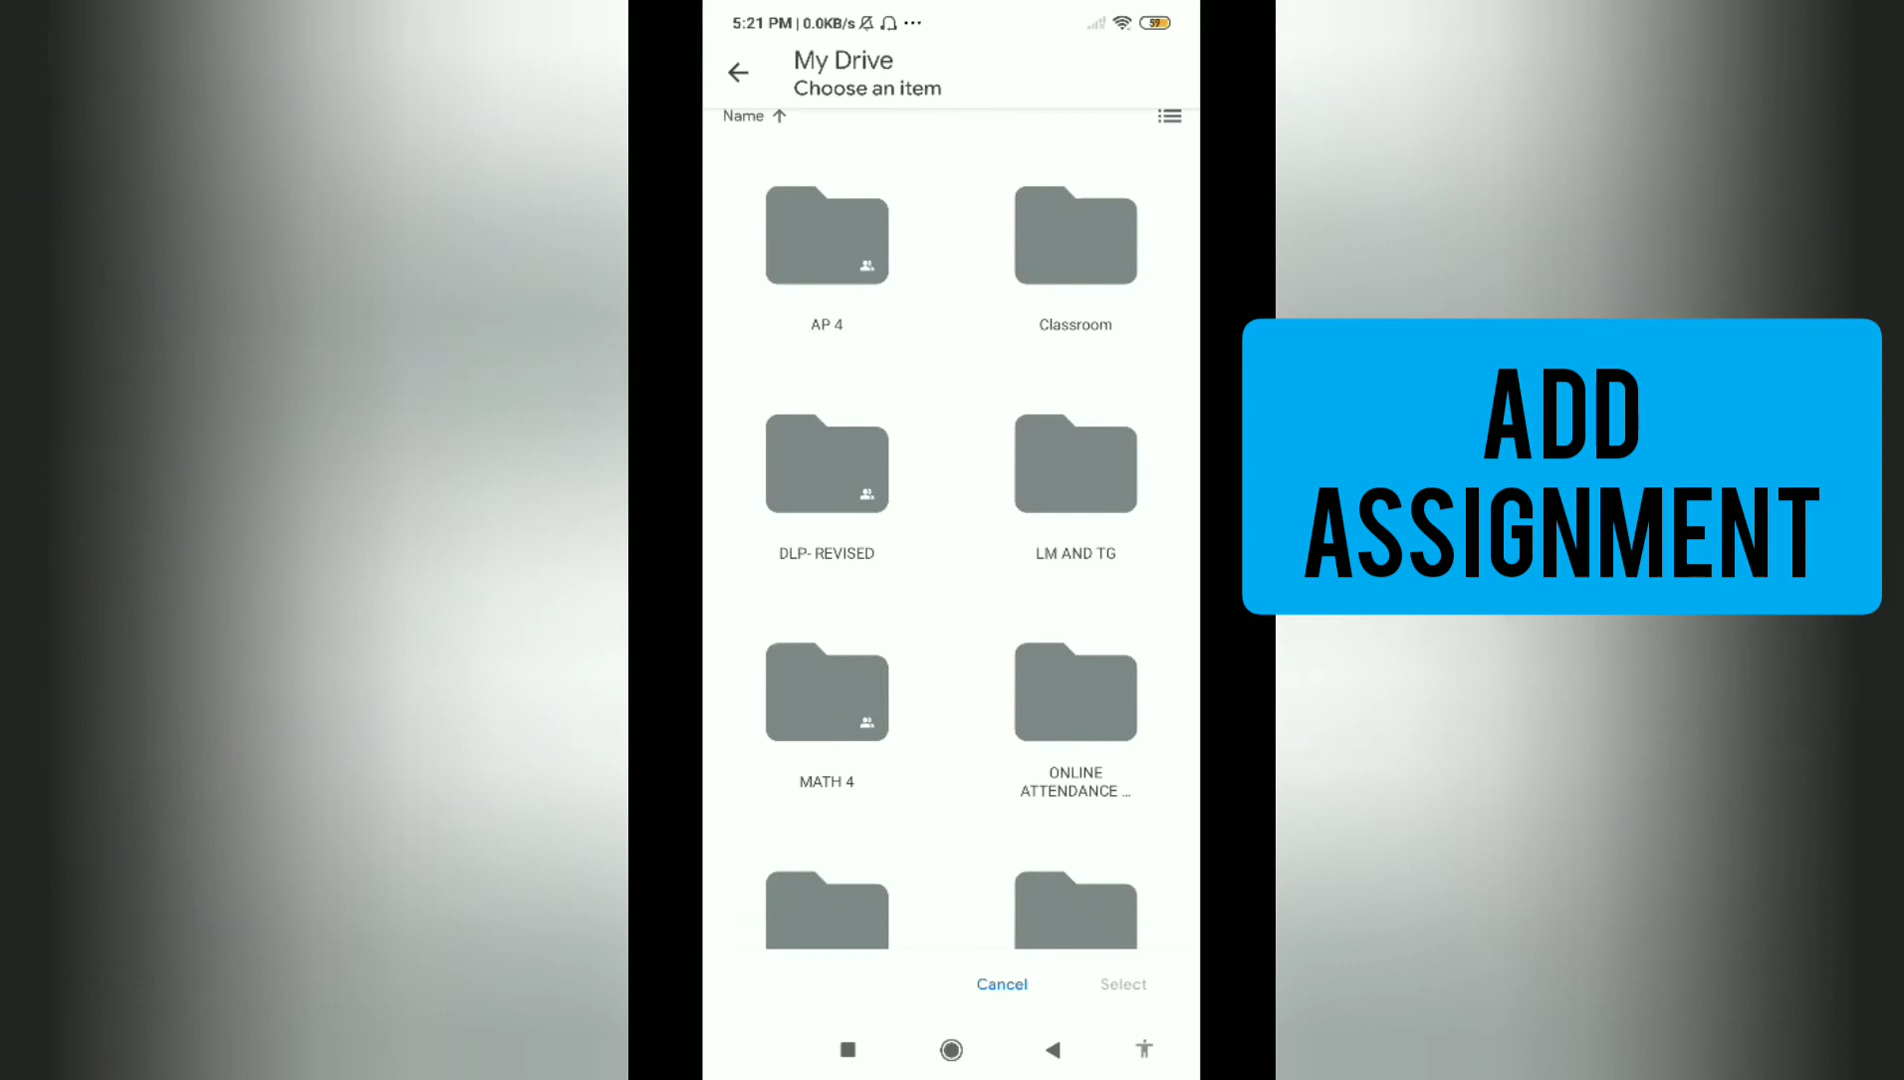 5:21 PM | 0.0KB/s ...
59
My Drive
Choose an item
Name
AP 4
Classroom
DLP- REVISED
LM AND TG
MATH 4
ONLINE
ATTENDANCE ...
Cancel
Select
ADD
ASSIGNMENT